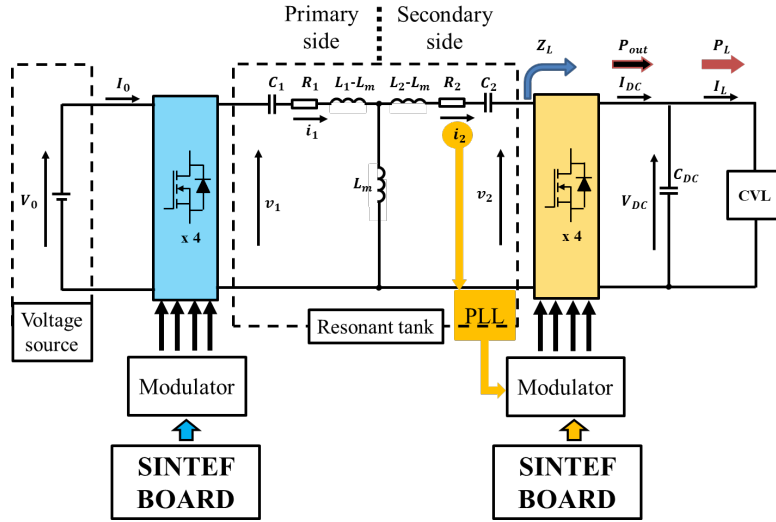 Primary side
Secondary side
Z_L
P_out
P_L
I_0
C_1
R_1
L_1-L_m
L_2-L_m
R_2
C_2
I_DC
I_L
i_1
i_2
V_0
v_1
L_m
v_2
V_DC
C_DC
CVL
x 4
x 4
Voltage source
Resonant tank
PLL
Modulator
Modulator
SINTEF BOARD
SINTEF BOARD